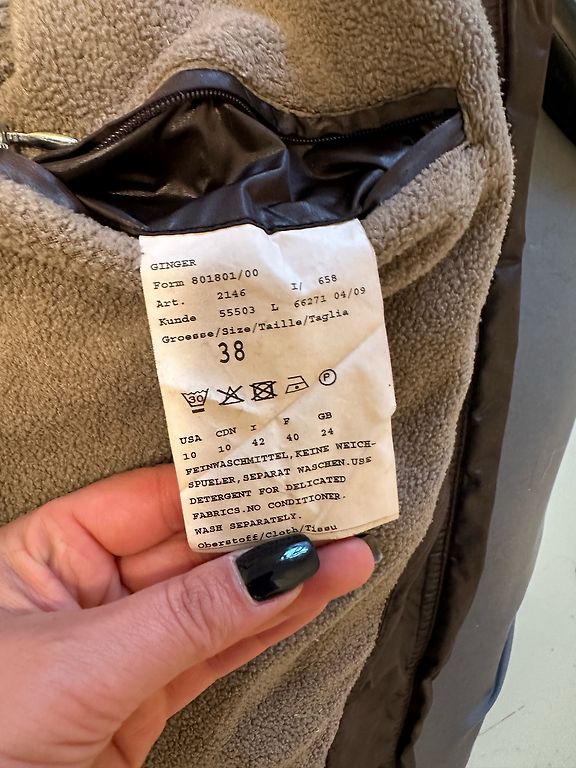 GINGER
Form 801801/00 I/ 658
Art. 2146
Kunde 55503 L 66271 04/09
Groesse/Size/Taille/Taglia
38
30 P
USA CDN I F GB
10 10 42 40 24
FEINWASCHMITTEL,KEINE WEICH-
SPUELER,SEPARAT WASCHEN.USE
DETERGENT FOR DELICATED
FABRICS.NO CONDITIONER.
WASH SEPARATELY.
Oberstoff/Cloth/Tissu